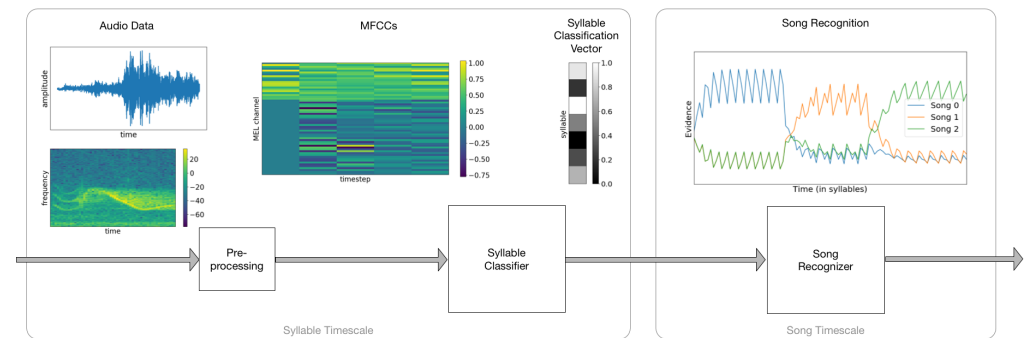 Audio Data
MFCCs
Syllable
Classification
Vector
Song Recognition
amplitude
time
frequency
20
0
−20
−40
−60
time
MEL channel
timestep
1.00
0.75
0.50
0.25
0.00
−0.25
−0.50
−0.75
syllable
1.0
0.8
0.6
0.4
0.2
0.0
Evidence
Song 0
Song 1
Song 2
Time (in syllables)
Pre-
processing
Syllable
Classifier
Song
Recognizer
Syllable Timescale
Song Timescale